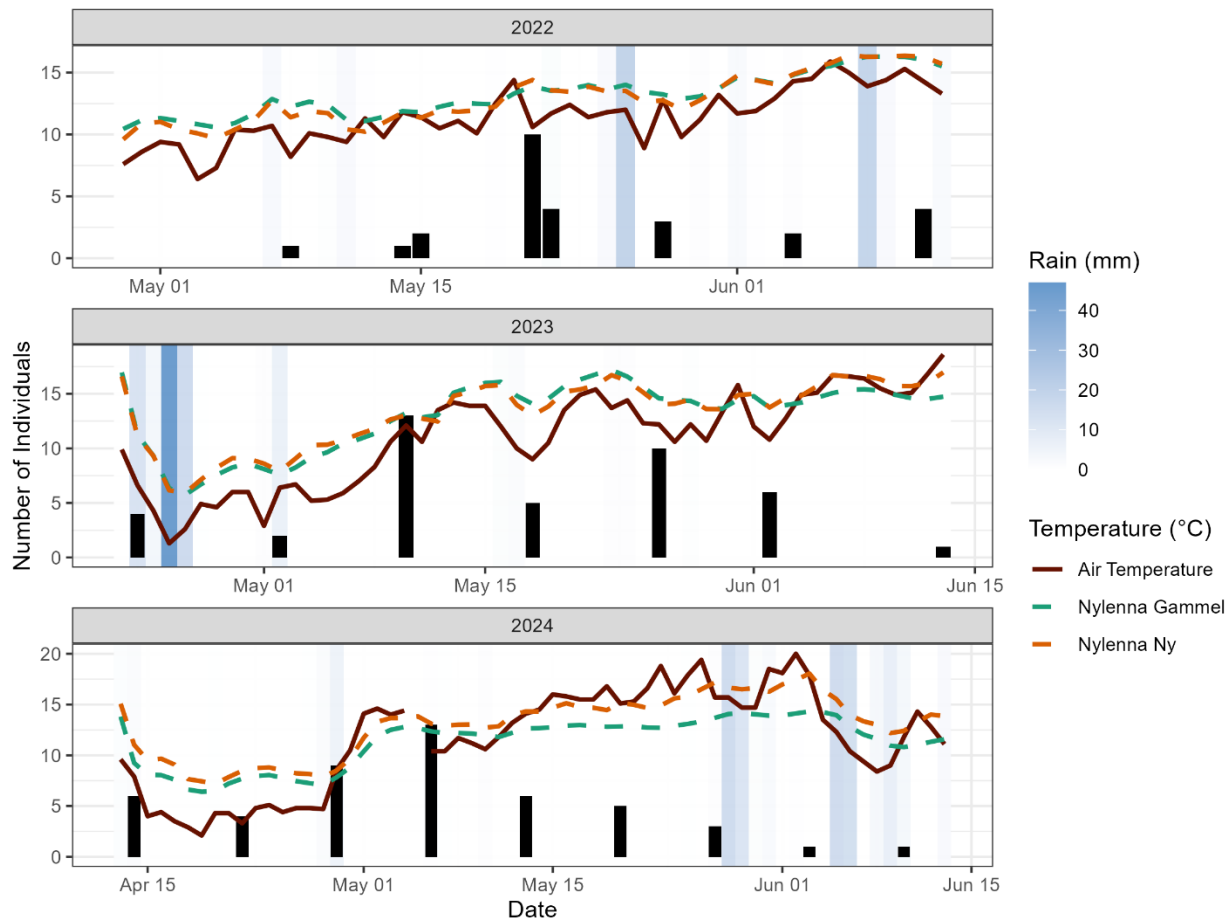 2022
15
10
5
0
May 01
May 15
Jun 01
2023
15
10
5
0
May 01
May 15
Jun 01
Jun 15
2024
20
15
10
5
0
Apr 15
May 01
May 15
Jun 01
Jun 15
Number of Individuals
Date
Rain (mm)
40
30
20
10
0
Temperature (°C)
Air Temperature
Nylenna Gammel
Nylenna Ny